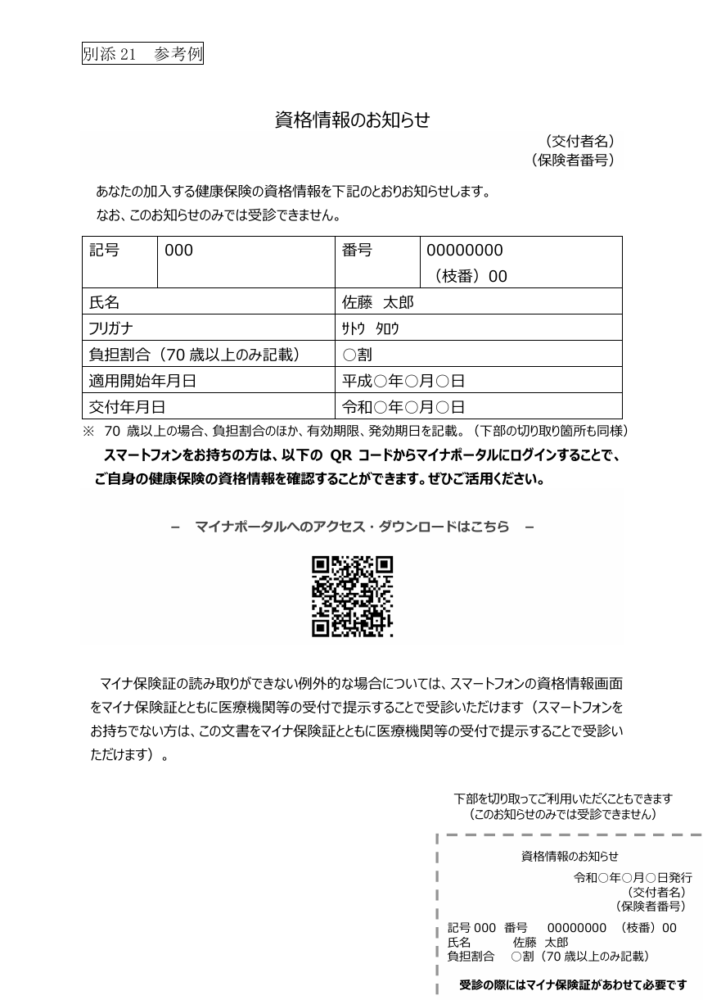 別添 21　参考例
資格情報のお知らせ
（交付者名）
（保険者番号）
あなたの加入する健康保険の資格情報を下記のとおりお知らせします。
なお、このお知らせのみでは受診できません。
記号 000 番号 00000000
（枝番）00
氏名 佐藤　太郎
フリガナ ｻﾄｳ　ﾀﾛｳ
負担割合（70 歳以上のみ記載） ○割
適用開始年月日 平成○年○月○日
交付年月日 令和○年○月○日
※　70 歳以上の場合、負担割合のほか、有効期限、発効期日を記載。（下部の切り取り箇所も同様）
スマートフォンをお持ちの方は、以下の QR コードからマイナポータルにログインすることで、
ご自身の健康保険の資格情報を確認することができます。ぜひご活用ください。
–　マイナポータルへのアクセス・ダウンロードはこちら　–
マイナ保険証の読み取りができない例外的な場合については、スマートフォンの資格情報画面
をマイナ保険証とともに医療機関等の受付で提示することで受診いただけます（スマートフォンを
お持ちでない方は、この文書をマイナ保険証とともに医療機関等の受付で提示することで受診い
ただけます）。
下部を切り取ってご利用いただくこともできます
（このお知らせのみでは受診できません）
資格情報のお知らせ
令和○年○月○日発行
（交付者名）
（保険者番号）
記号 000 番号 00000000 （枝番）00
氏名 佐藤　太郎
負担割合 ○割（70 歳以上のみ記載）
受診の際にはマイナ保険証があわせて必要です